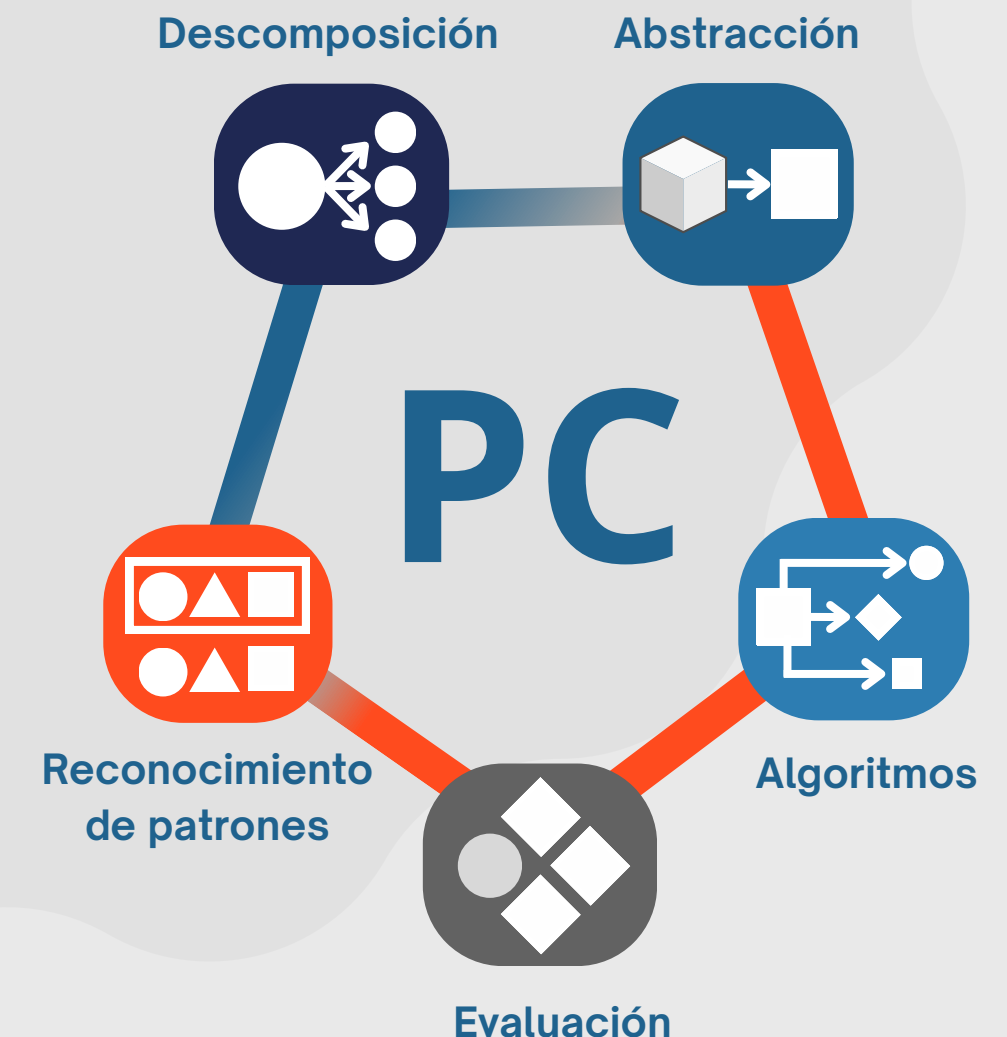 Descomposición
Abstracción
PC
Reconocimiento
de patrones
Algoritmos
Evaluación